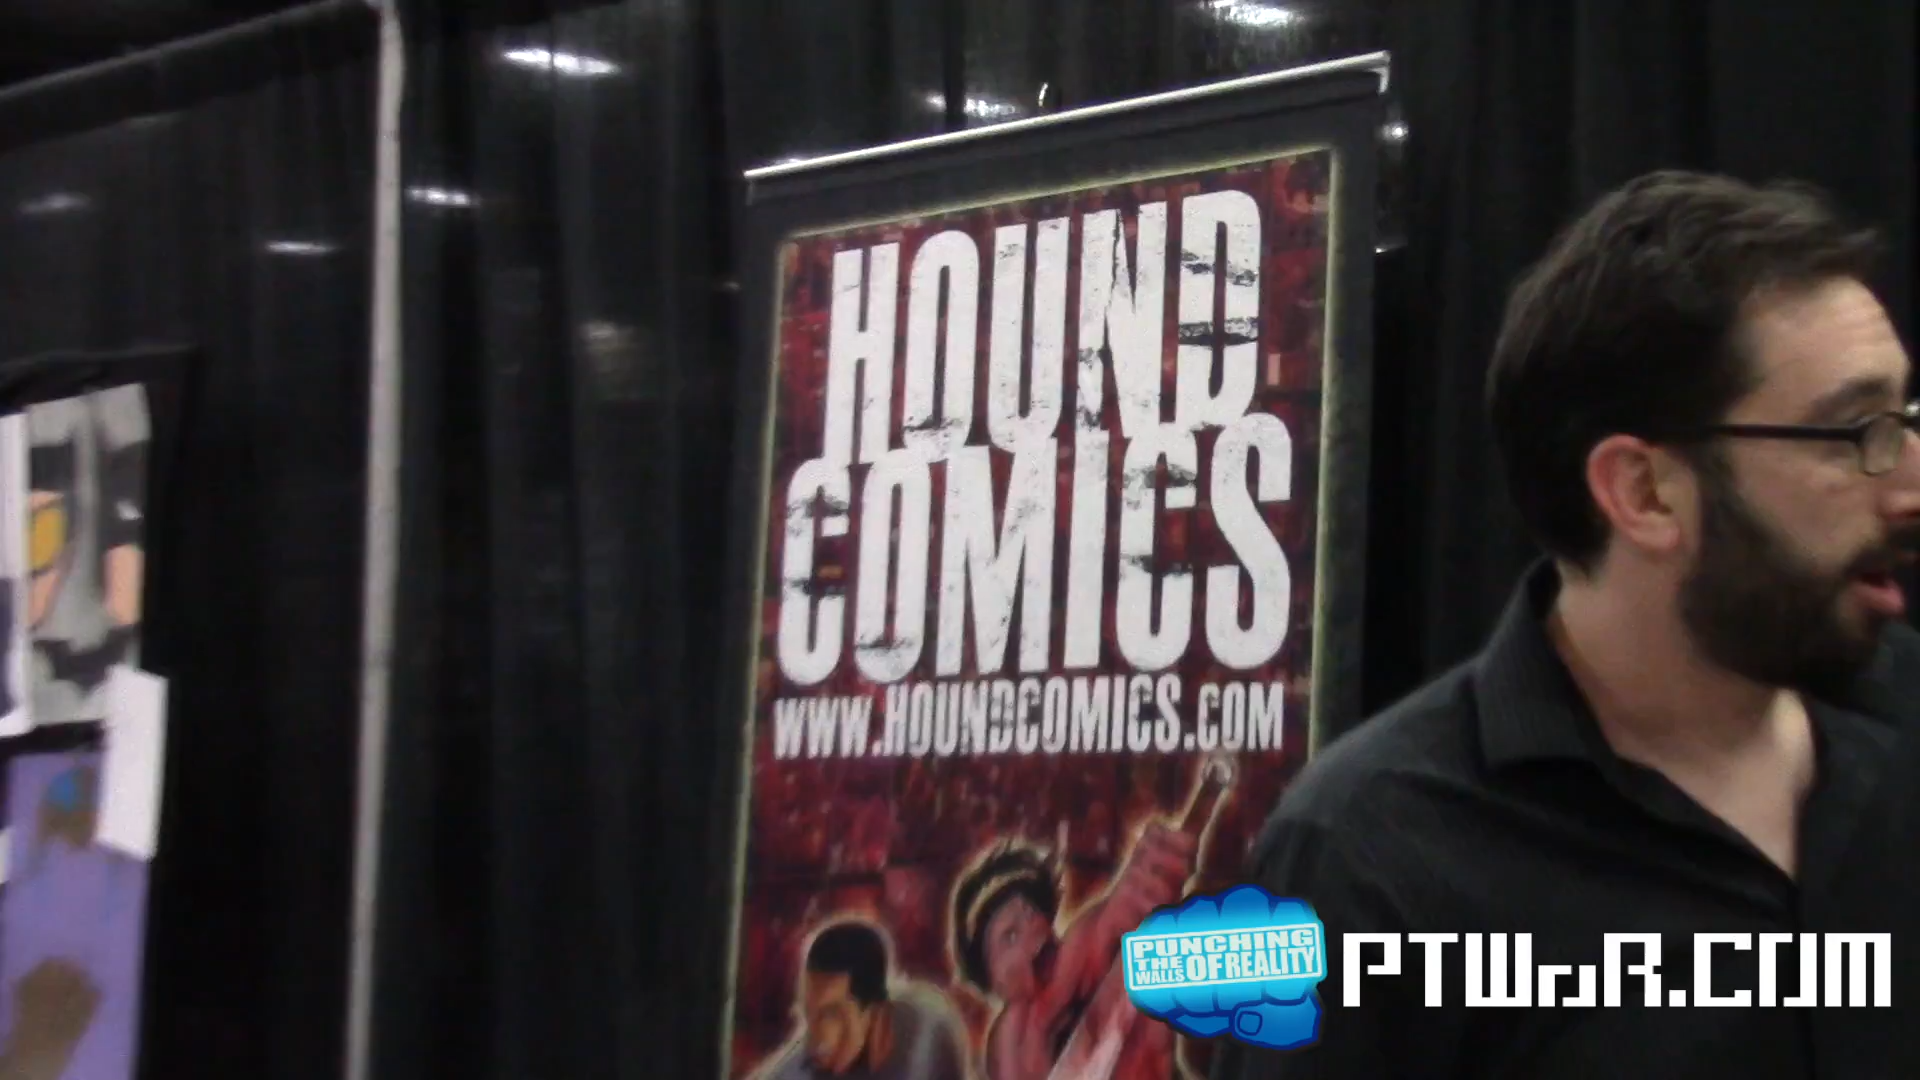 HOUND
COMICS
WWW.HOUNDCOMICS.COM
PUNCHING
THE
WALLS OF REALITY
PTWoR.COM